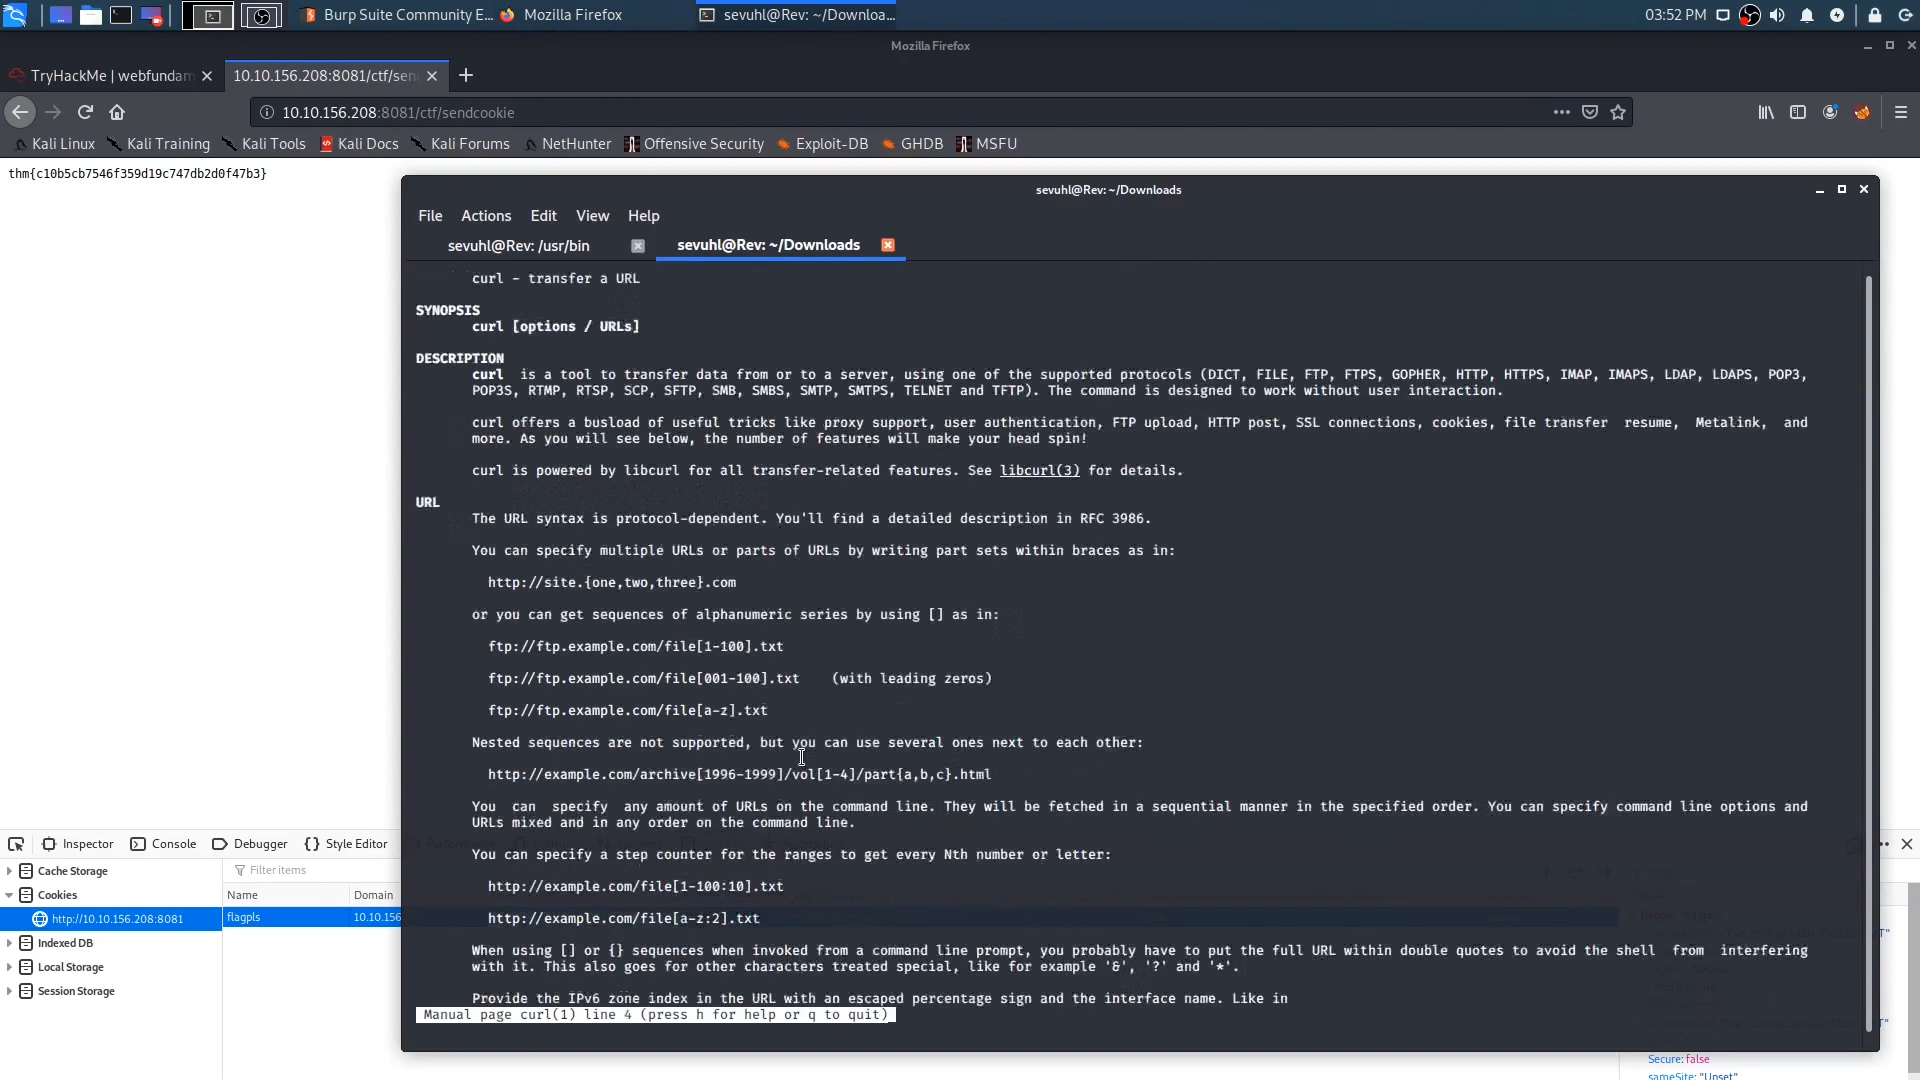 Burp Suite Community E...
Mozilla Firefox
sevuhl@Rev: ~/Downloa...
03:52 PM
Mozilla Firefox
TryHackMe | webfundam
10.10.156.208:8081/ctf/sen
10.10.156.208:8081/ctf/sendcookie
Kali Linux
Kali Training
Kali Tools
Kali Docs
Kali Forums
NetHunter
Offensive Security
Exploit-DB
GHDB
MSFU
thm{c10b5cb7546f359d19c747db2d0f47b3}
sevuhl@Rev: ~/Downloads
File Actions Edit View Help
sevuhl@Rev: /usr/bin
sevuhl@Rev: ~/Downloads
curl - transfer a URL
SYNOPSIS
curl [options / URLs]
DESCRIPTION
curl is a tool to transfer data from or to a server, using one of the supported protocols (DICT, FILE, FTP, FTPS, GOPHER, HTTP, HTTPS, IMAP, IMAPS, LDAP, LDAPS, POP3,
POP3S, RTMP, RTSP, SCP, SFTP, SMB, SMBS, SMTP, SMTPS, TELNET and TFTP). The command is designed to work without user interaction.
curl offers a busload of useful tricks like proxy support, user authentication, FTP upload, HTTP post, SSL connections, cookies, file transfer resume, Metalink, and
more. As you will see below, the number of features will make your head spin!
curl is powered by libcurl for all transfer-related features. See libcurl(3) for details.
URL
The URL syntax is protocol-dependent. You'll find a detailed description in RFC 3986.
You can specify multiple URLs or parts of URLs by writing part sets within braces as in:
http://site.{one,two,three}.com
or you can get sequences of alphanumeric series by using [] as in:
ftp://ftp.example.com/file[1-100].txt
ftp://ftp.example.com/file[001-100].txt (with leading zeros)
ftp://ftp.example.com/file[a-z].txt
Nested sequences are not supported, but you can use several ones next to each other:
http://example.com/archive[1996-1999]/vol[1-4]/part{a,b,c}.html
You can specify any amount of URLs on the command line. They will be fetched in a sequential manner in the specified order. You can specify command line options and
URLs mixed and in any order on the command line.
You can specify a step counter for the ranges to get every Nth number or letter:
http://example.com/file[1-100:10].txt
http://example.com/file[a-z:2].txt
When using [] or {} sequences when invoked from a command line prompt, you probably have to put the full URL within double quotes to avoid the shell from interfering
with it. This also goes for other characters treated special, like for example '&', '?' and '*'.
Provide the IPv6 zone index in the URL with an escaped percentage sign and the interface name. Like in
Manual page curl(1) line 4 (press h for help or q to quit)
Inspector
Console
Debugger
Style Editor
Cache Storage
Cookies
http://10.10.156.208:8081
Indexed DB
Local Storage
Session Storage
Filter items
Name
Domain
flagpls
10.10.156
Secure: false
sameSite: "Unset"